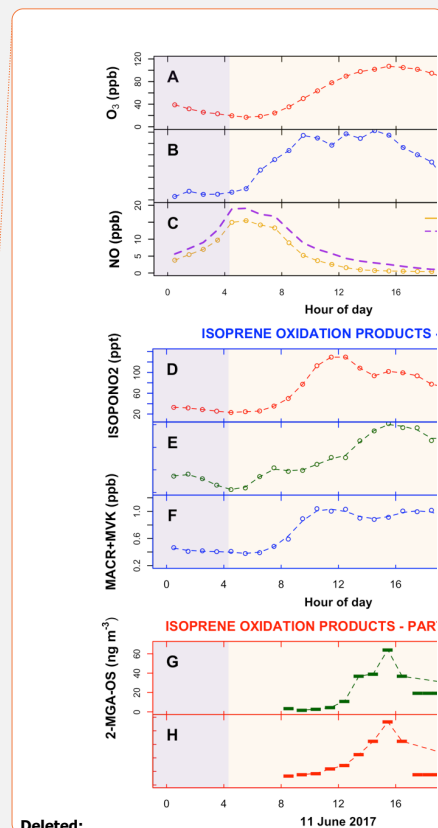 O3 (ppb)
0 40 80 120
A
B
NO (ppb)
0 5 10 15 20
C
0 4 8 12 16
Hour of day
ISOPRENE OXIDATION PRODUCTS -
ISOPONO2 (ppt)
20 60 100
D
E
MACR+MVK (ppb)
0.2 0.6 1.0
F
0 4 8 12 16
Hour of day
ISOPRENE OXIDATION PRODUCTS - PAR
2-MGA-OS (ng m-3)
0 20 40 60
G
H
0 4 8 12 16
11 June 2017
Deleted: